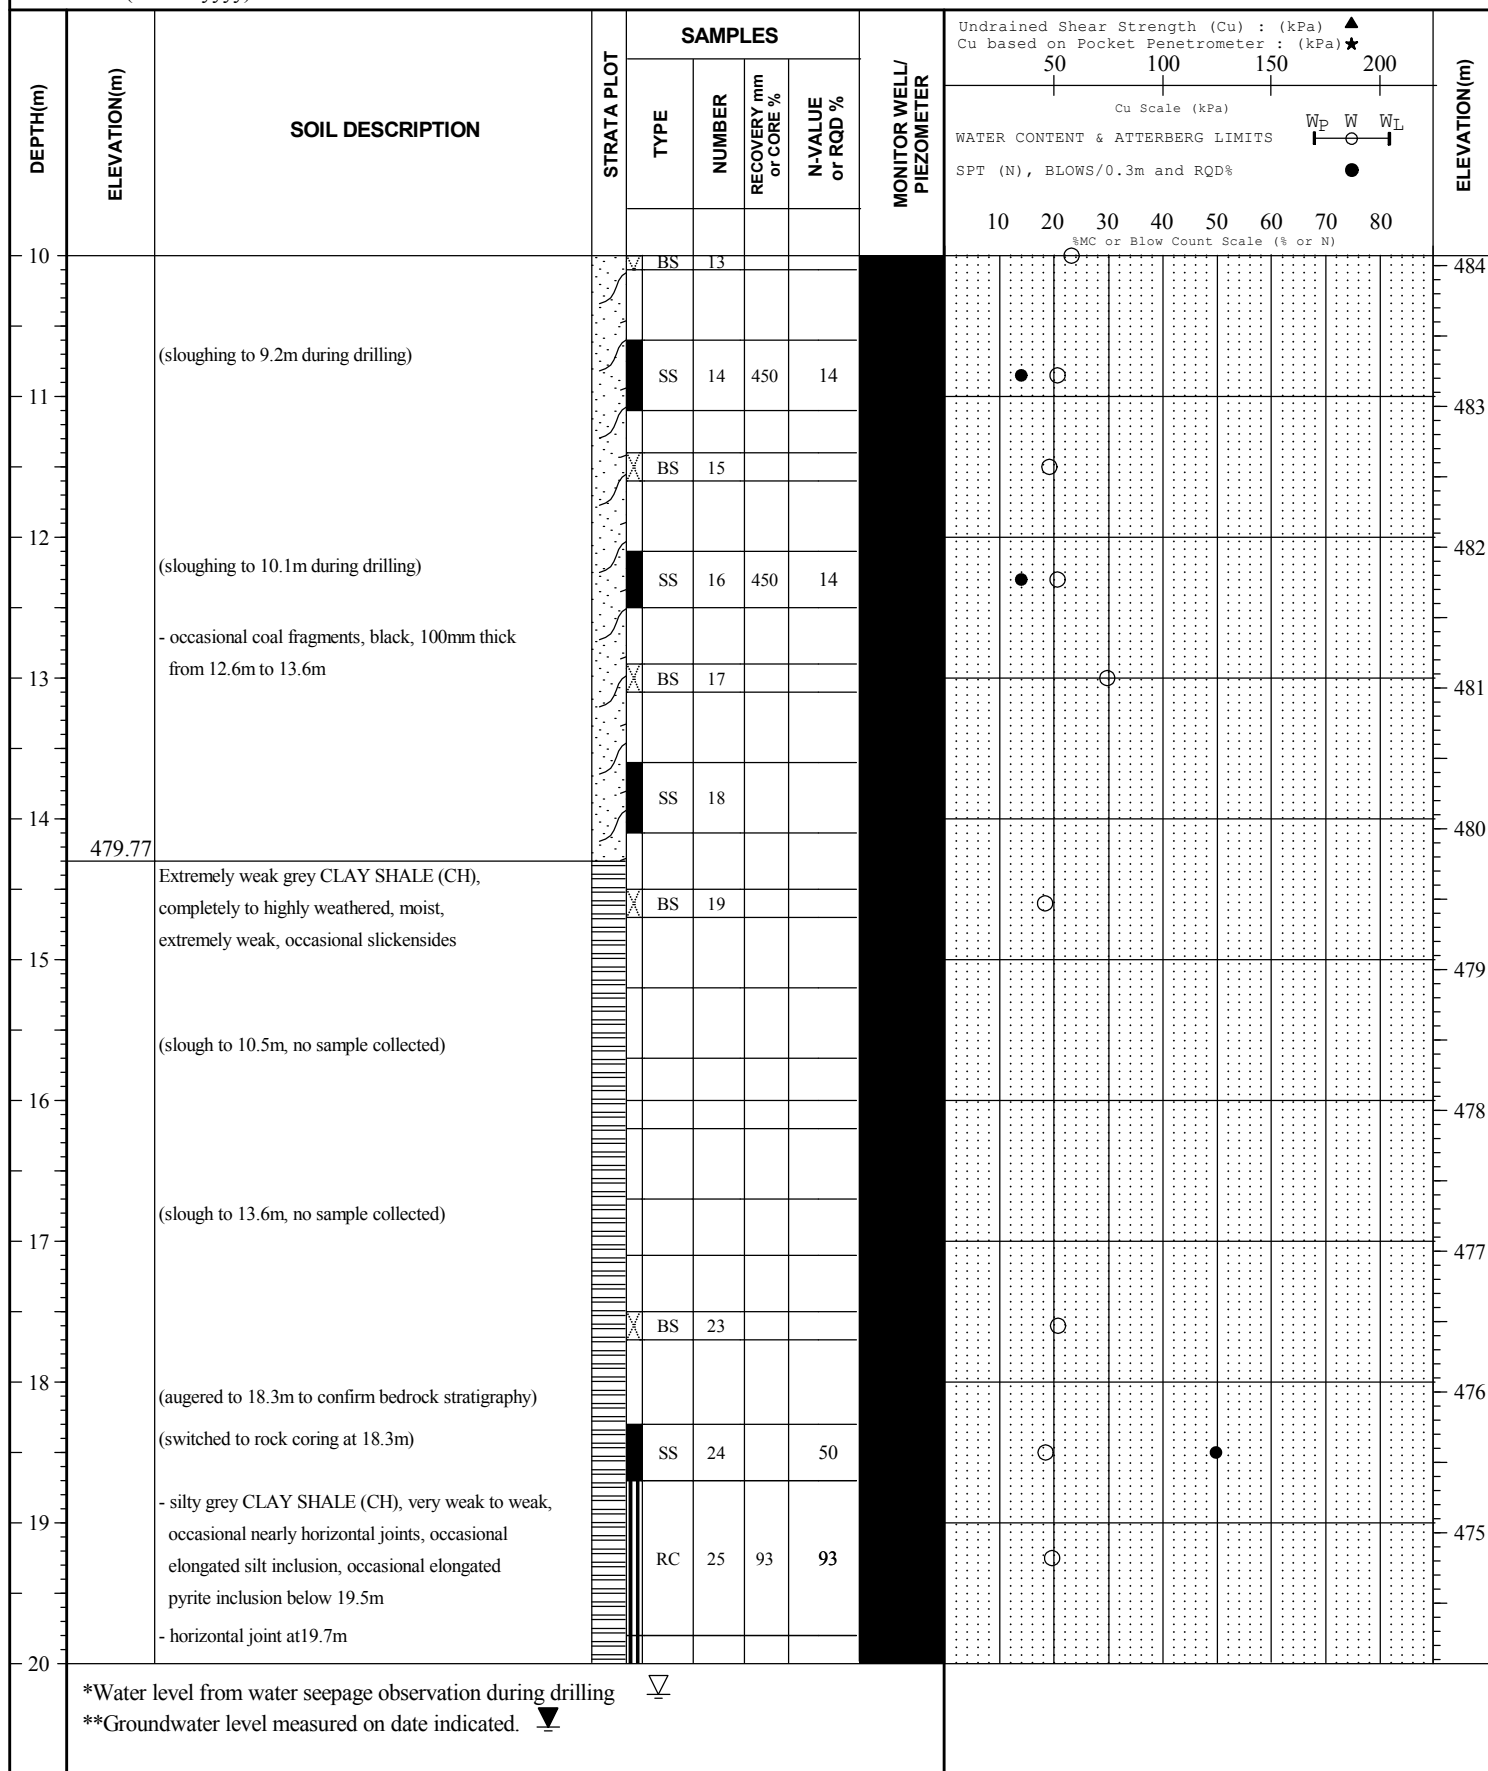 Undrained Shear Strength (Cu) : (kPa)
Cu based on Pocket Penetrometer : (kPa)
50 100 150 200
Cu Scale (kPa)
WATER CONTENT & ATTERBERG LIMITS
WP W WL
SPT (N), BLOWS/0.3m and RQD%
10 20 30 40 50 60 70 80
%MC or Blow Count Scale (% or N)
DEPTH(m)
ELEVATION(m)
SOIL DESCRIPTION
STRATA PLOT
SAMPLES
TYPE
NUMBER
RECOVERY mm
or CORE %
N-VALUE
or RQD %
MONITOR WELL/
PIEZOMETER
ELEVATION(m)
10
BS 13
484
(sloughing to 9.2m during drilling)
SS 14 450 14
11
483
BS 15
12
482
(sloughing to 10.1m during drilling)
SS 16 450 14
- occasional coal fragments, black, 100mm thick
from 12.6m to 13.6m
13
BS 17
481
SS 18
14
480
479.77
Extremely weak grey CLAY SHALE (CH),
completely to highly weathered, moist,
extremely weak, occasional slickensides
BS 19
15
479
(slough to 10.5m, no sample collected)
16
478
(slough to 13.6m, no sample collected)
17
477
BS 23
18
476
(augered to 18.3m to confirm bedrock stratigraphy)
(switched to rock coring at 18.3m)
SS 24 50
- silty grey CLAY SHALE (CH), very weak to weak,
occasional nearly horizontal joints, occasional
elongated silt inclusion, occasional elongated
pyrite inclusion below 19.5m
19
475
RC 25 93 93
- horizontal joint at19.7m
20
*Water level from water seepage observation during drilling
**Groundwater level measured on date indicated.